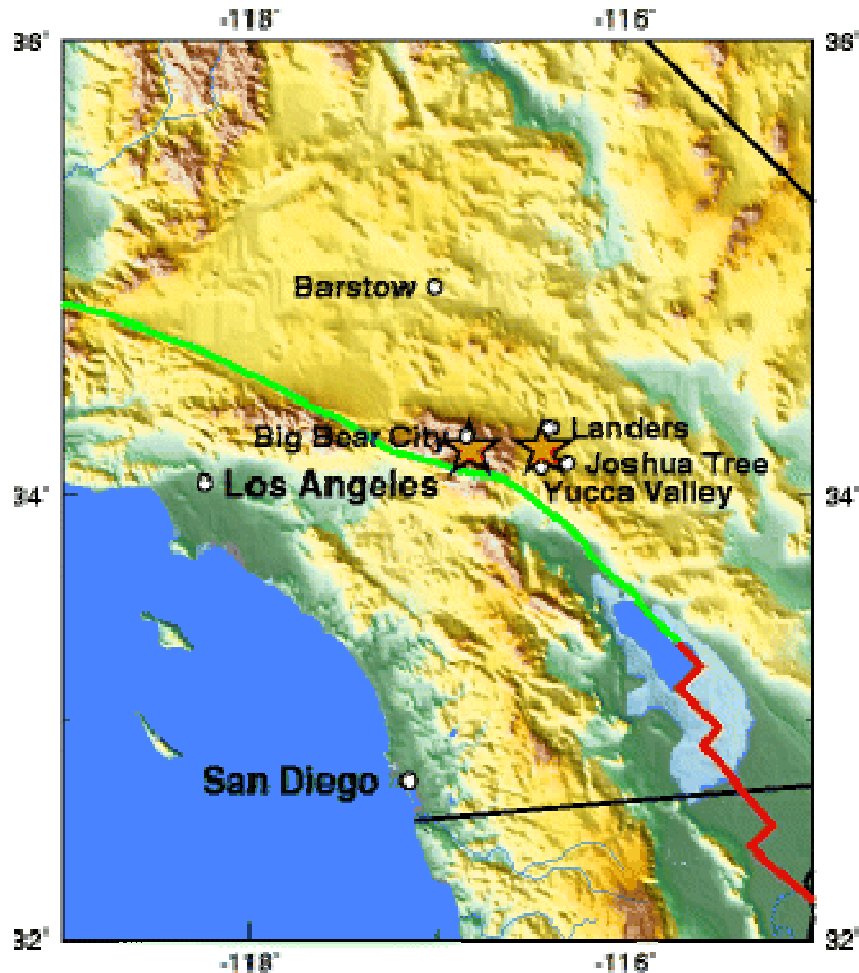 -118° -116°
36° 36°
Barstow
Big Bear City Landers
Joshua Tree
Los Angeles Yucca Valley
34° 34°
San Diego
32° 32°
-118° -116°